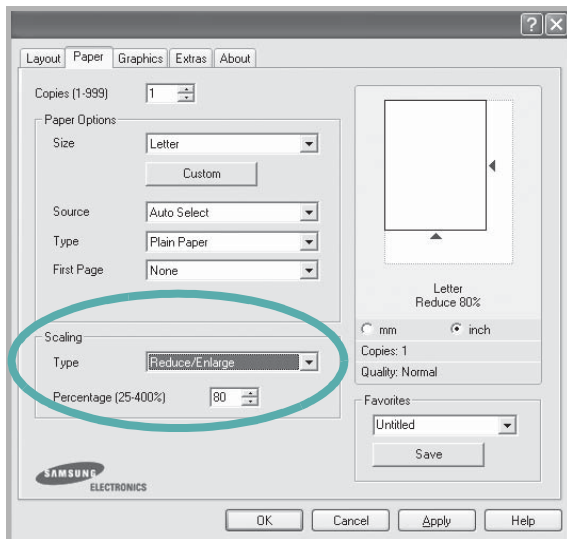 ? X
Layout Paper Graphics Extras About
Copies (1-999) 1
Paper Options
Size Letter
Custom
Source Auto Select
Type Plain Paper
First Page None
Letter
Reduce 80%
mm inch
Copies: 1
Quality: Normal
Scaling
Type Reduce/Enlarge
Percentage (25-400%) 80
Favorites
Untitled
Save
SAMSUNG
ELECTRONICS
OK Cancel Apply Help